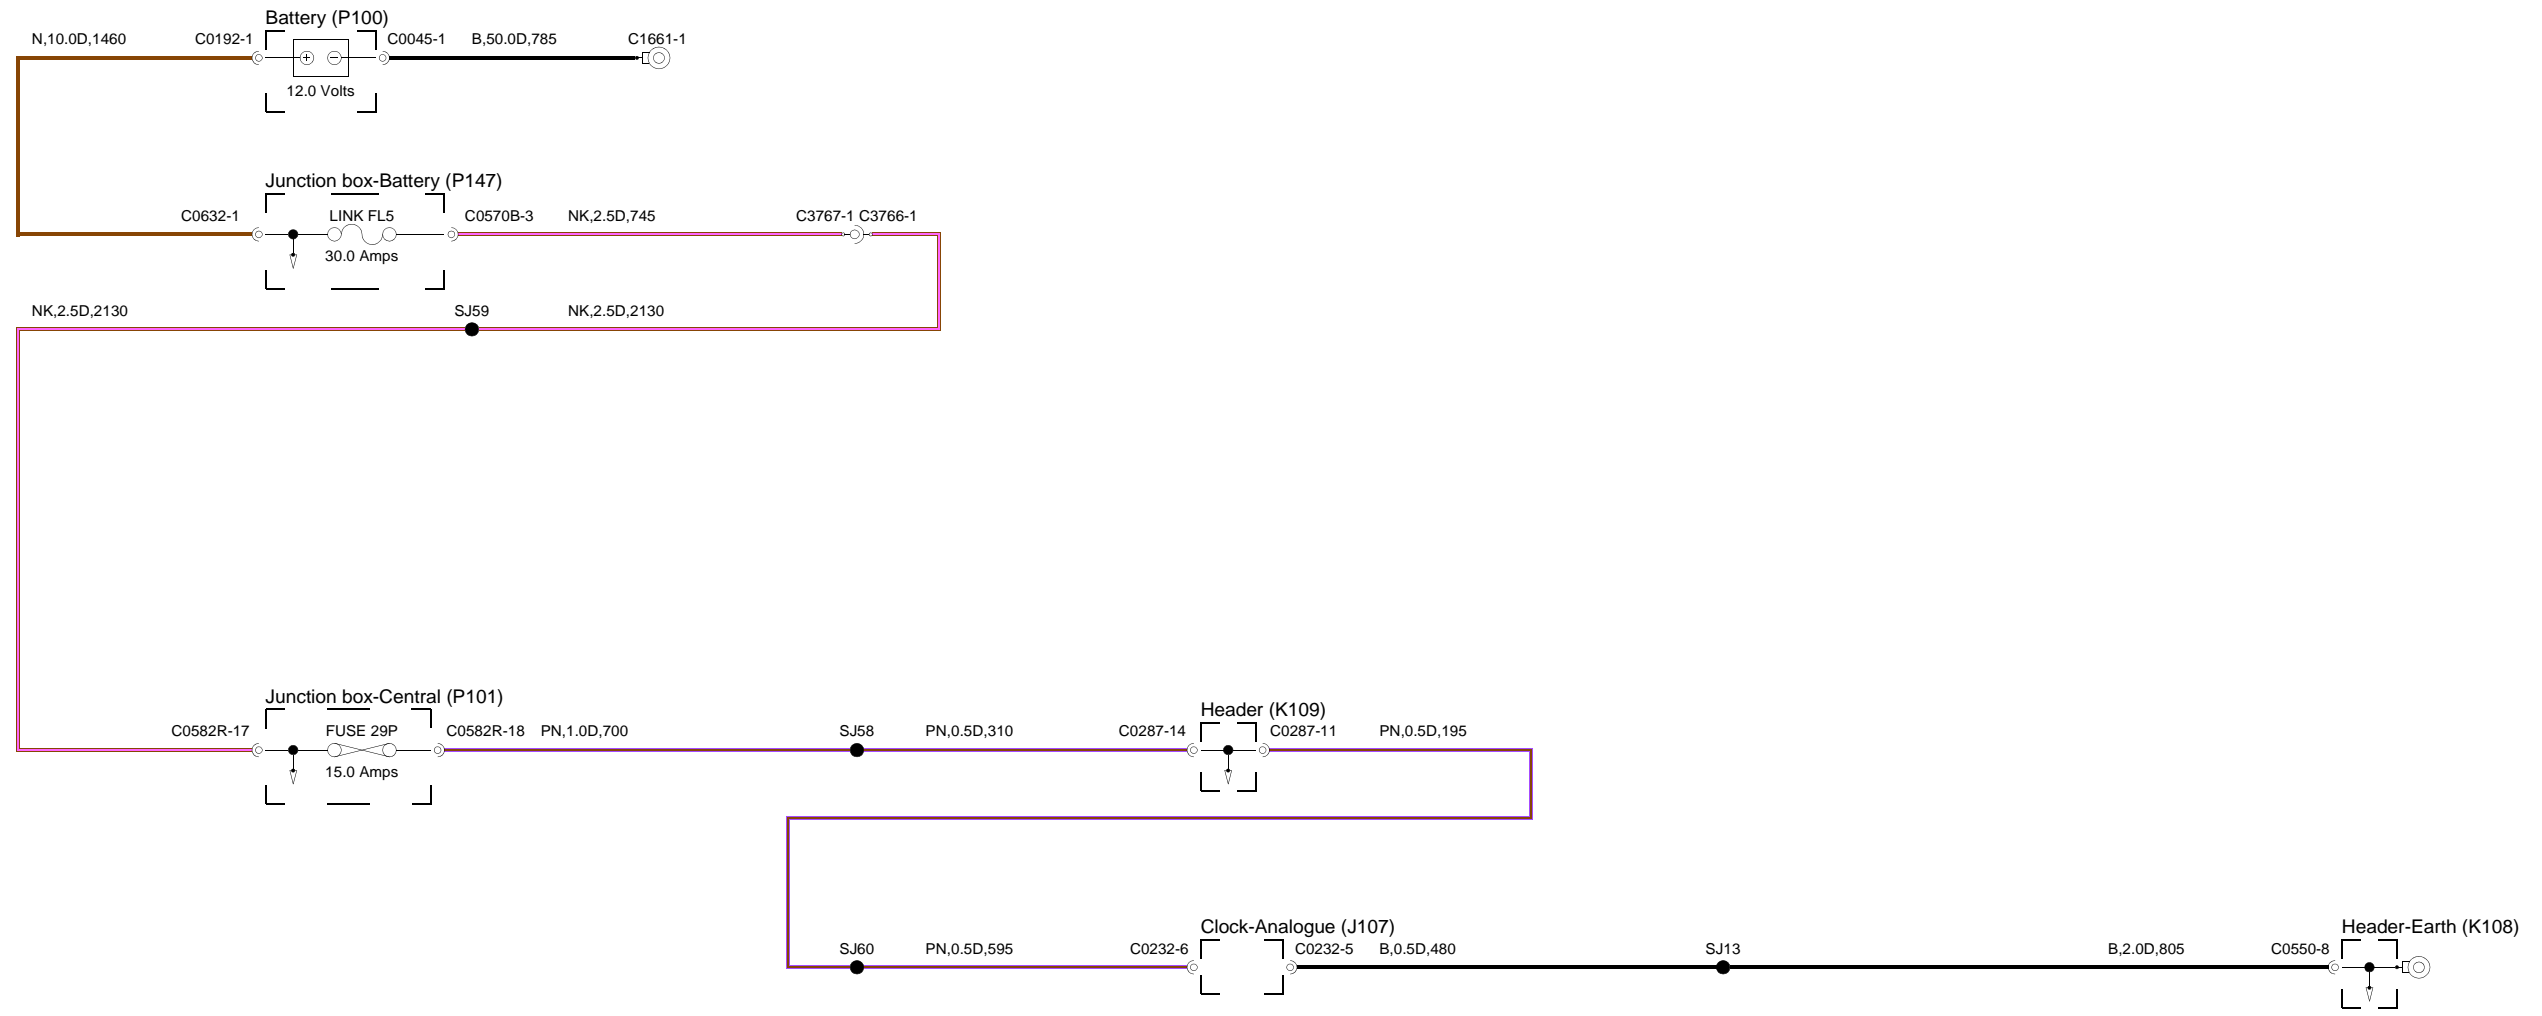 Battery (P100)
N,10.0D,1460 C0192-1 C0045-1 B,50.0D,785 C1661-1
12.0 Volts
Junction box-Battery (P147)
C0632-1 LINK FL5 C0570B-3 NK,2.5D,745 C3767-1 C3766-1
30.0 Amps
NK,2.5D,2130 SJ59 NK,2.5D,2130
Junction box-Central (P101)
Header (K109)
C0582R-17 FUSE 29P C0582R-18 PN,1.0D,700 SJ58 PN,0.5D,310 C0287-14 C0287-11 PN,0.5D,195
15.0 Amps
Clock-Analogue (J107) Header-Earth (K108)
SJ60 PN,0.5D,595 C0232-6 C0232-5 B,0.5D,480 SJ13 B,2.0D,805 C0550-8